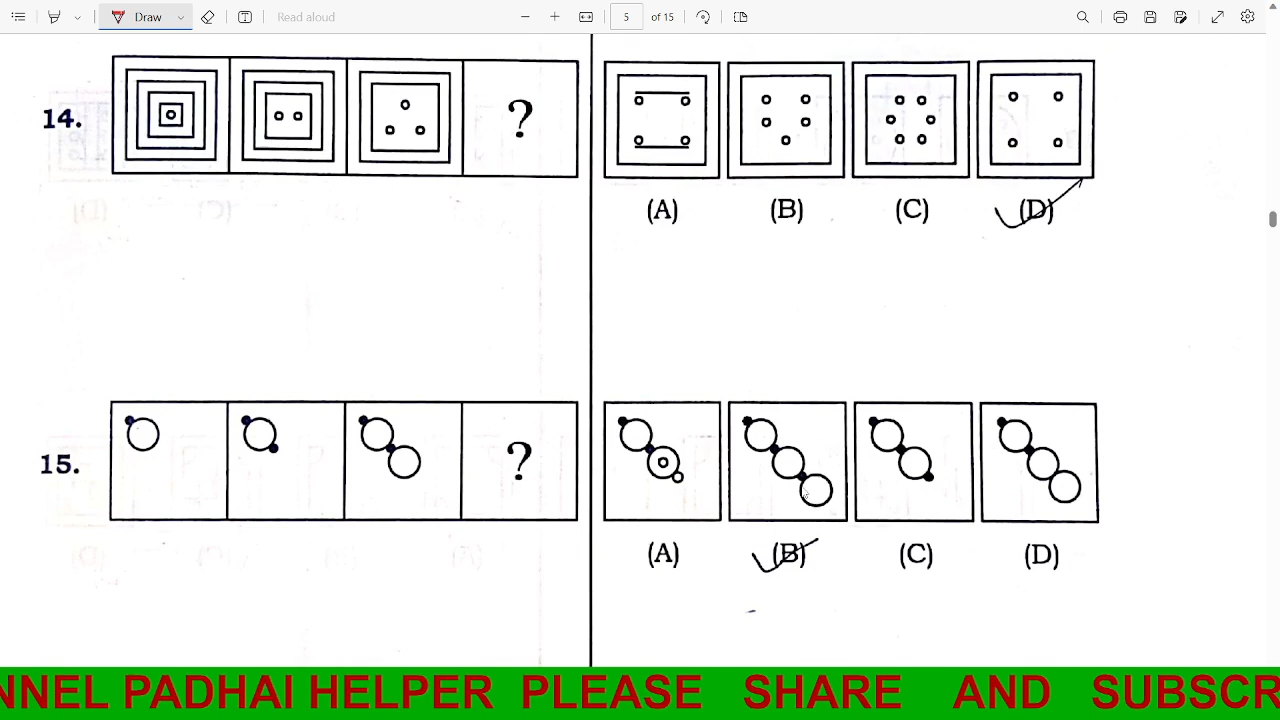 Draw
Read aloud
5 of 15
14. ? (A) (B) (C) (D)
15. ? (A) (B) (C) (D)
NNEL PADHAI HELPER PLEASE SHARE AND SUBSCR